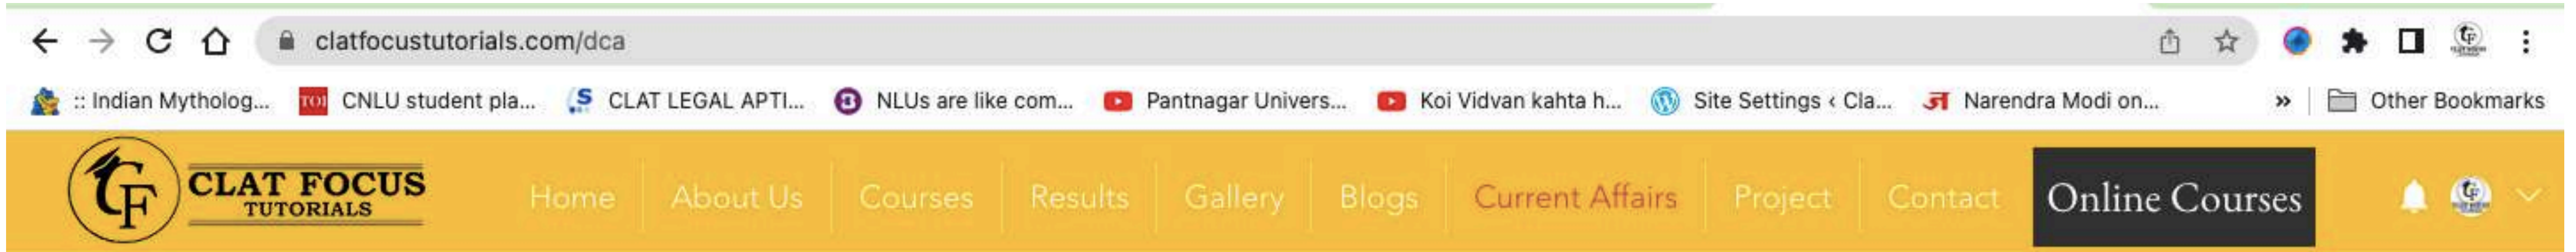 clatfocustutorials.com/dca
:: Indian Mytholog... TOI CNLU student pla... S CLAT LEGAL APTI... B NLUs are like com... Pantnagar Univers... Koi Vidvan kahta h... Site Settings ‹ Cla... ज Narendra Modi on... » Other Bookmarks
CF CLAT FOCUS
TUTORIALS
Home About Us Courses Results Gallery Blogs Current Affairs Project Contact Online Courses